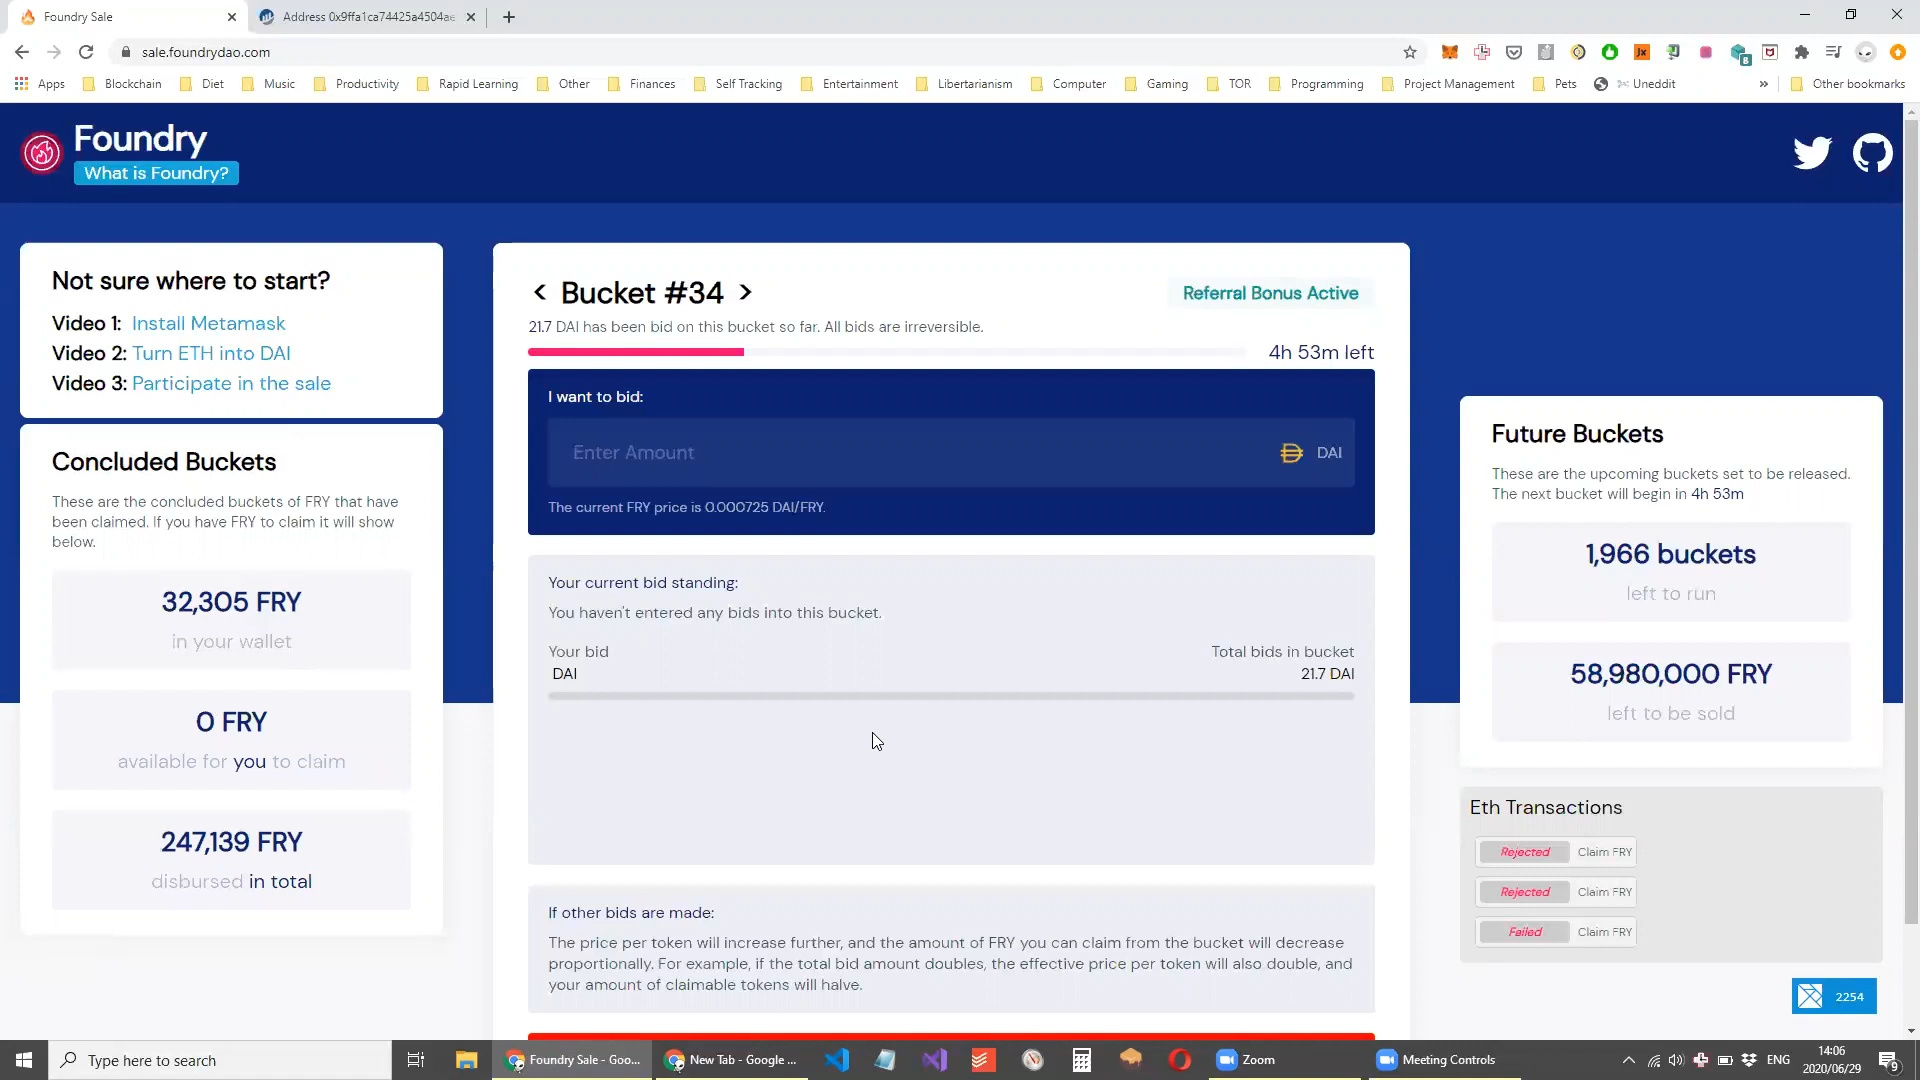 Foundry Sale
Address 0x9ffa1ca74425a4504ae
sale.foundrydao.com
Apps
Blockchain
Diet
Music
Productivity
Rapid Learning
Other
Finances
Self Tracking
Entertainment
Libertarianism
Computer
Gaming
TOR
Programming
Project Management
Pets
Uneddit
Other bookmarks
Foundry
What is Foundry?
Not sure where to start?
Video 1: Install Metamask
Video 2: Turn ETH into DAI
Video 3: Participate in the sale
Concluded Buckets
These are the concluded buckets of FRY that have
been claimed. If you have FRY to claim it will show
below.
32,305 FRY
in your wallet
0 FRY
available for you to claim
247,139 FRY
disbursed in total
< Bucket #34 >
Referral Bonus Active
21.7 DAI has been bid on this bucket so far. All bids are irreversible.
4h 53m left
I want to bid:
Enter Amount
DAI
The current FRY price is 0.000725 DAI/FRY.
Your current bid standing:
You haven't entered any bids into this bucket.
Your bid
Total bids in bucket
DAI
21.7 DAI
If other bids are made:
The price per token will increase further, and the amount of FRY you can claim from the bucket will decrease
proportionally. For example, if the total bid amount doubles, the effective price per token will also double, and
your amount of claimable tokens will halve.
Future Buckets
These are the upcoming buckets set to be released.
The next bucket will begin in 4h 53m
1,966 buckets
left to run
58,980,000 FRY
left to be sold
Eth Transactions
Rejected Claim FRY
Rejected Claim FRY
Failed Claim FRY
2254
Type here to search
Foundry Sale - Goo...
New Tab - Google ...
Zoom
Meeting Controls
ENG
14:06
2020/06/29
9